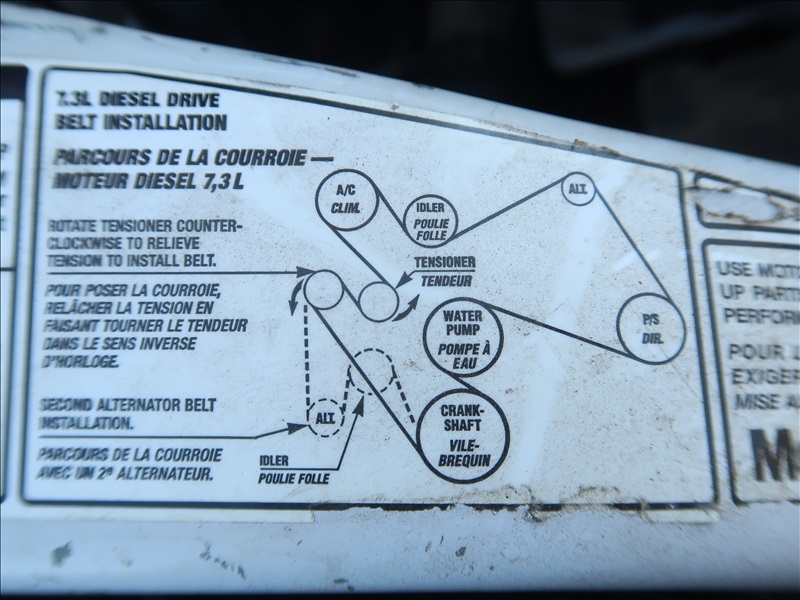 7.3L DIESEL DRIVE
BELT INSTALLATION
PARCOURS DE LA COURROIE —
MOTEUR DIESEL 7,3 L
ROTATE TENSIONER COUNTER-
CLOCKWISE TO RELIEVE
TENSION TO INSTALL BELT.
POUR POSER LA COURROIE,
RELÂCHER LA TENSION EN
FAISANT TOURNER LE TENDEUR
DANS LE SENS INVERSE
D'HORLOGE.
SECOND ALTERNATOR BELT
INSTALLATION.
PARCOURS DE LA COURROIE
AVEC UN 2e ALTERNATEUR.
A/C
CLIM.
IDLER
POULIE
FOLLE
ALT.
TENSIONER
TENDEUR
WATER
PUMP
POMPE À
EAU
P/S
DIR.
ALT.
IDLER
POULIE FOLLE
CRANK-
SHAFT
VILE-
BREQUIN
USE
UP
PERFORM
POUR
EXIGE
MISE